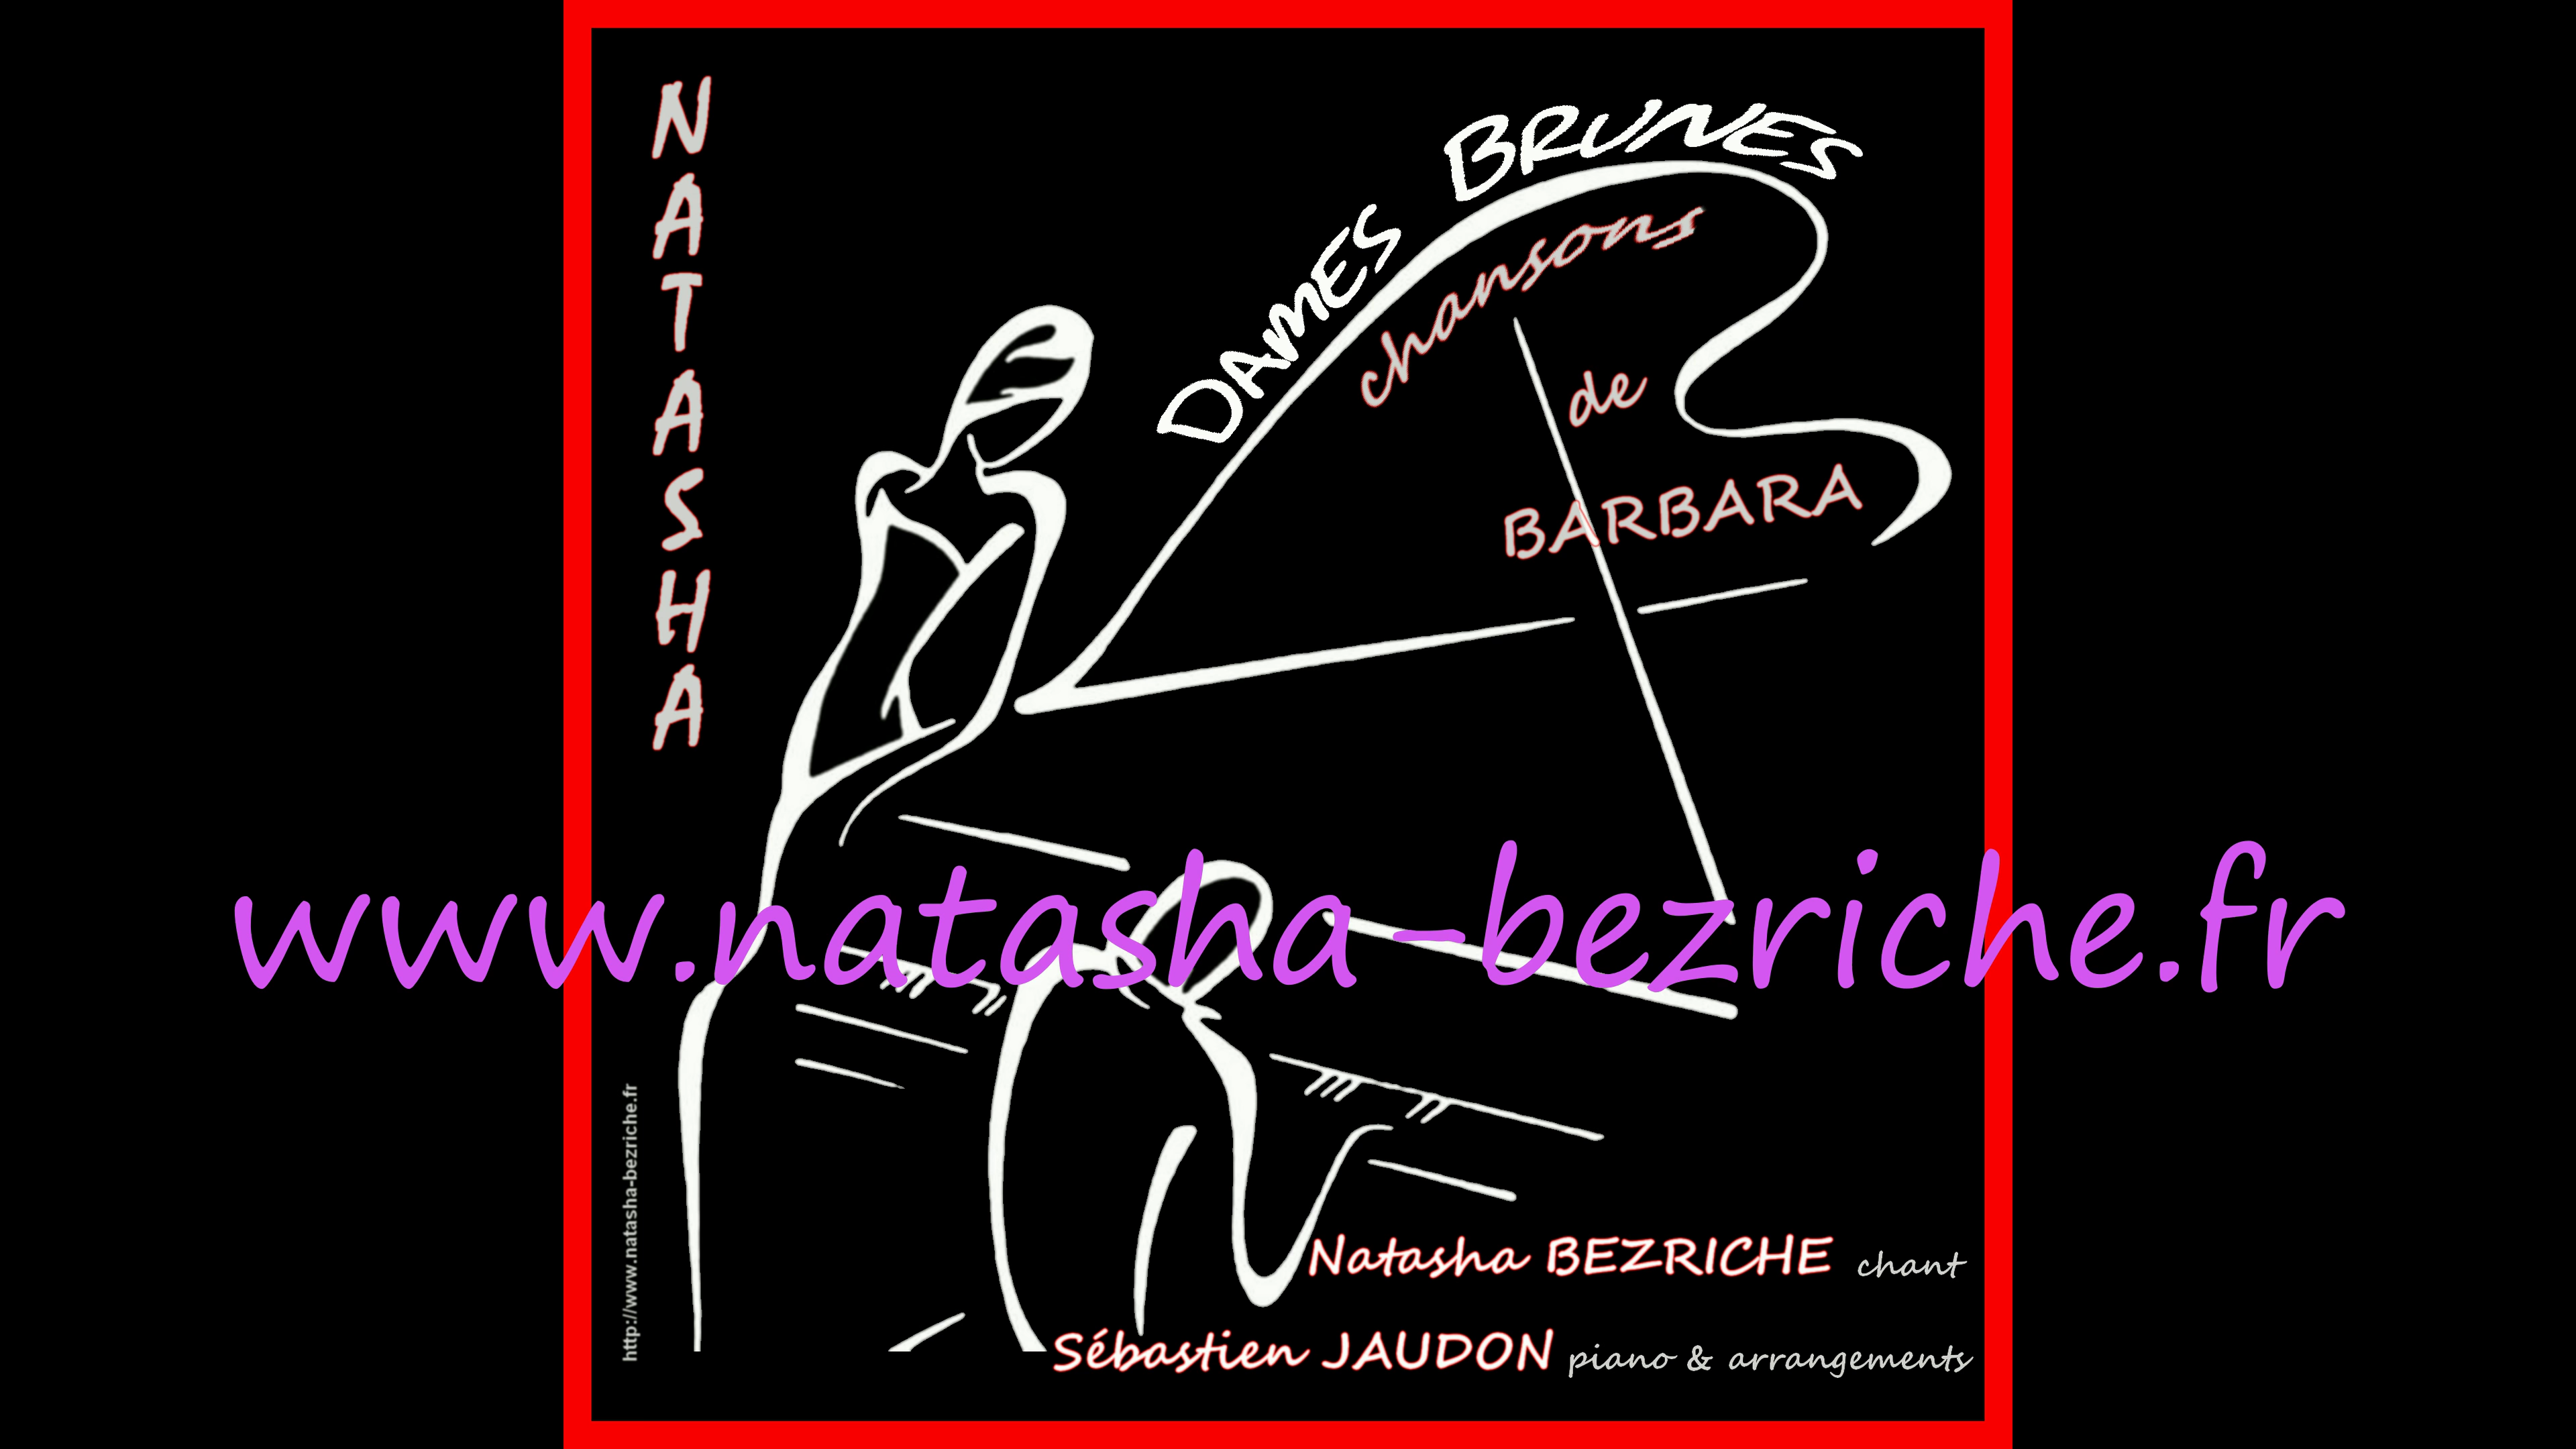 NATASHA
DAMES BRUNES
chansons
de
BARBARA
www.natasha-bezriche.fr
http://www.natasha-bezriche.fr
Natasha BEZRICHE chant
Sébastien JAUDON piano & arrangements